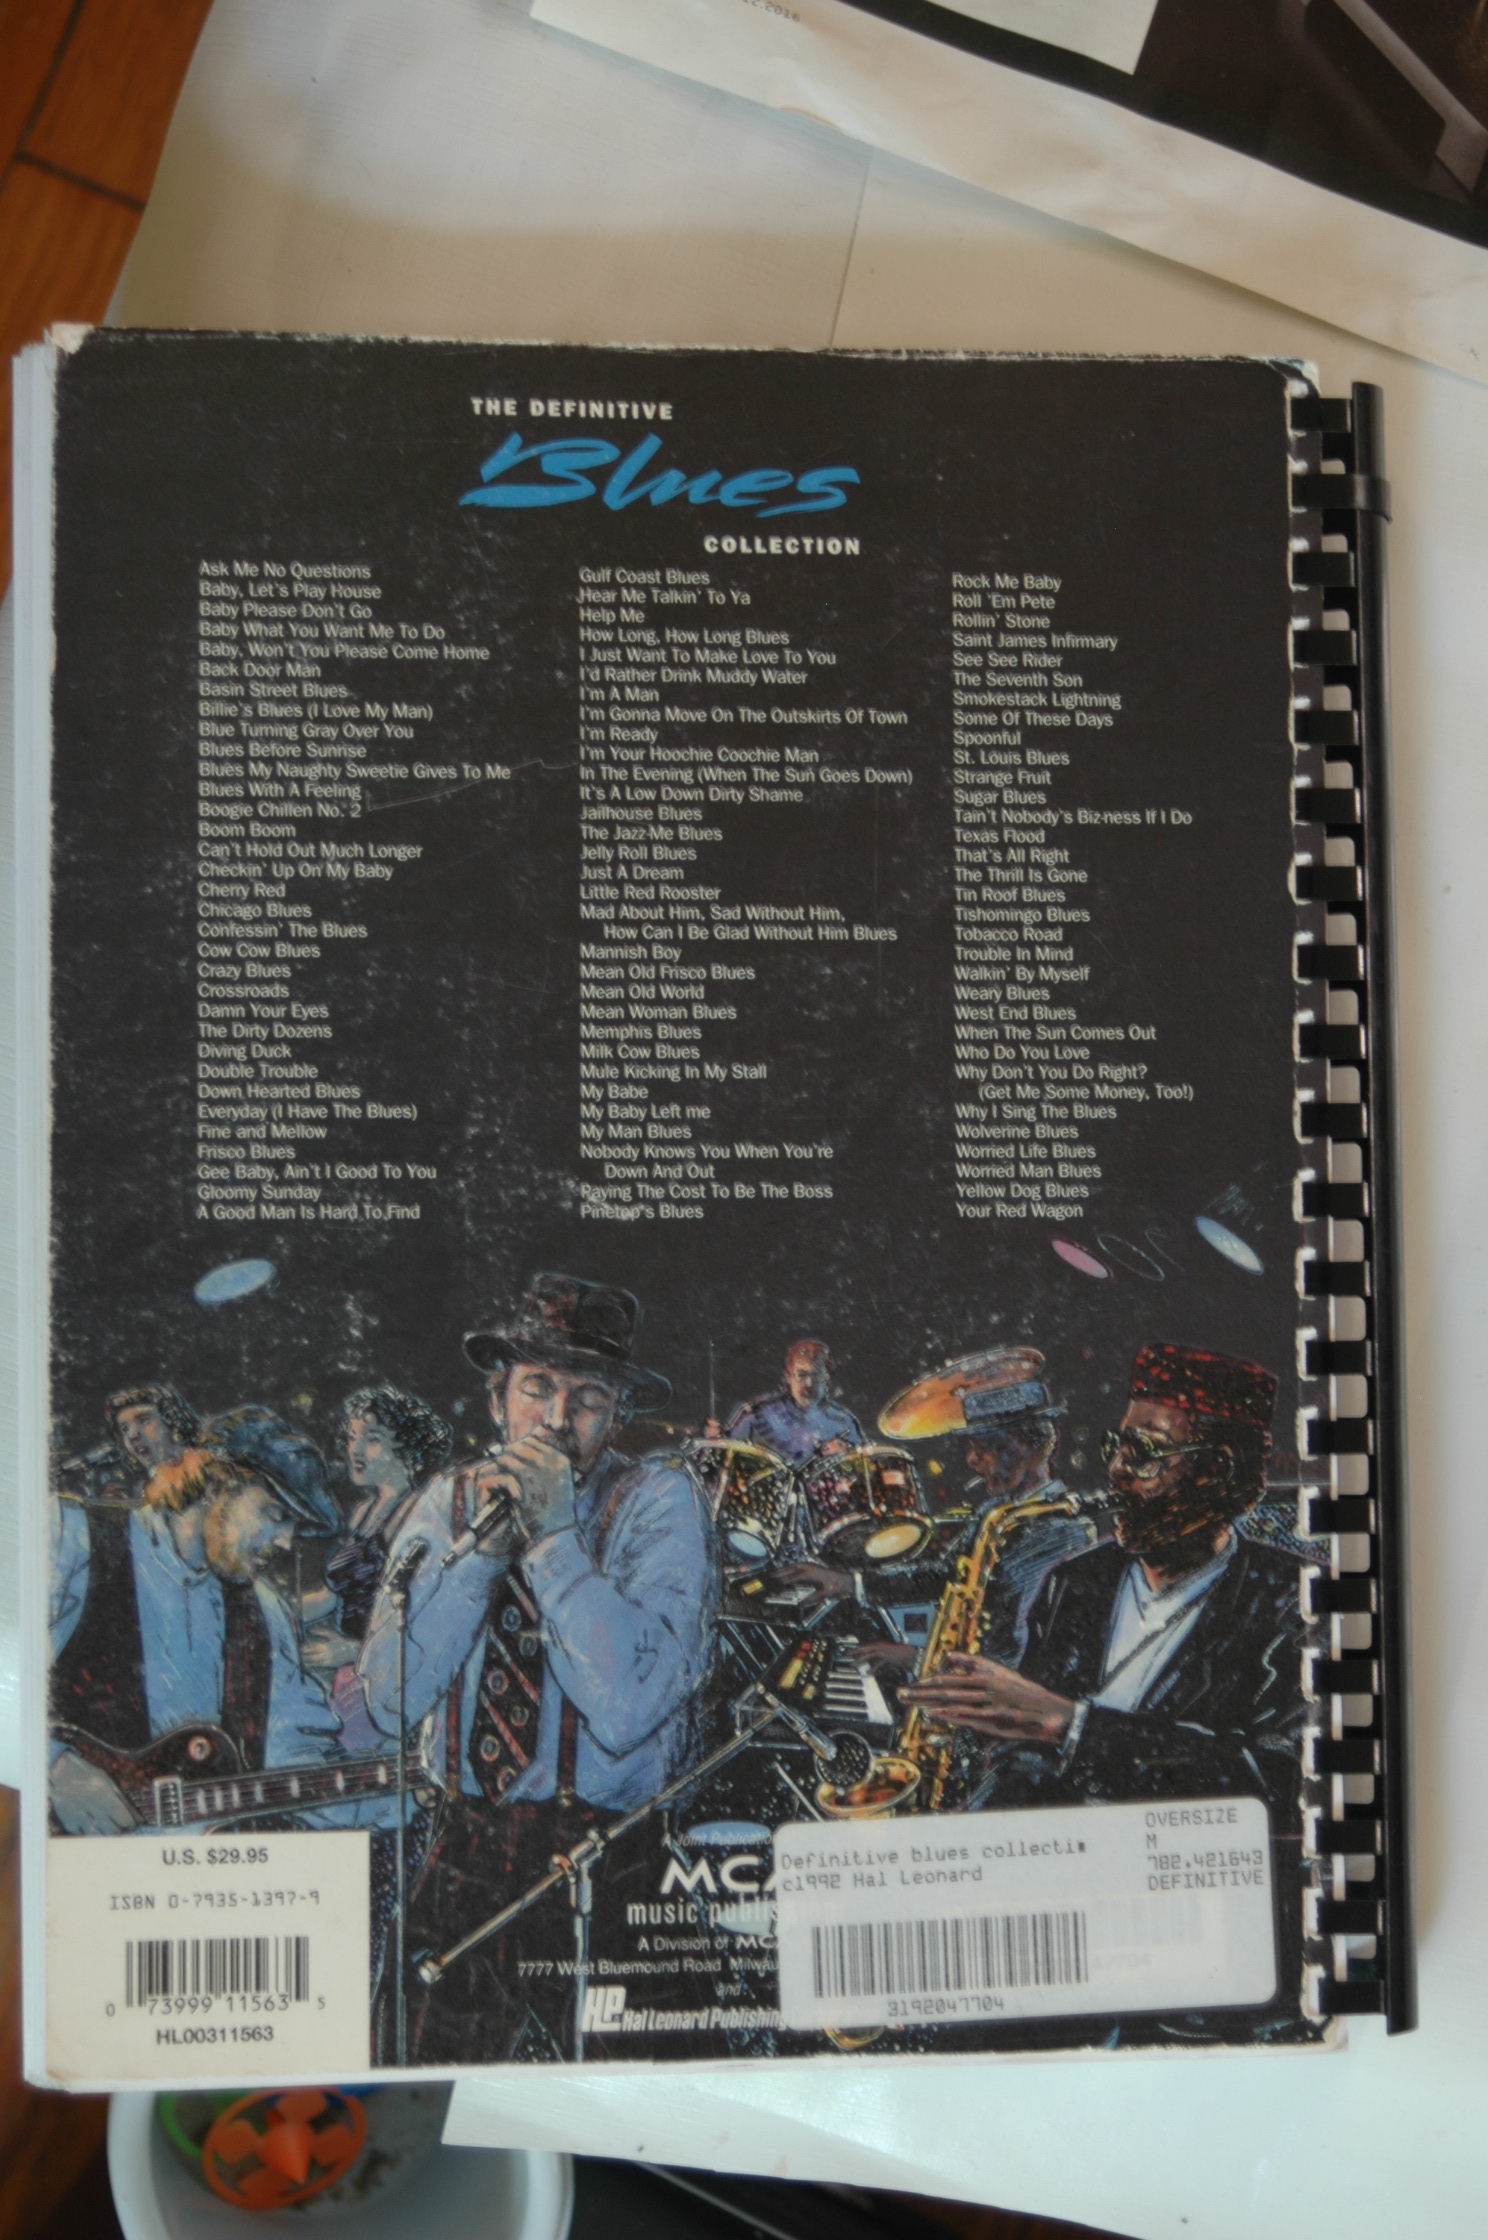 12.2016
THE DEFINITIVE
Blues
COLLECTION
Ask Me No Questions
Baby, Let's Play House
Baby Please Don't Go
Baby What You Want Me To Do
Baby, Won't You Please Come Home
Back Door Man
Basin Street Blues
Billie's Blues (I Love My Man)
Blue Turning Gray Over You
Blues Before Sunrise
Blues My Naughty Sweetie Gives To Me
Blues With A Feeling
Boogie Chillen No. 2
Boom Boom
Can't Hold Out Much Longer
Checkin' Up On My Baby
Cherry Red
Chicago Blues
Confessin' The Blues
Cow Cow Blues
Crazy Blues
Crossroads
Damn Your Eyes
The Dirty Dozens
Diving Duck
Double Trouble
Down Hearted Blues
Everyday (I Have The Blues)
Fine and Mellow
Frisco Blues
Gee Baby, Ain't I Good To You
Gloomy Sunday
A Good Man Is Hard To Find
Gulf Coast Blues
Hear Me Talkin' To Ya
Help Me
How Long, How Long Blues
I Just Want To Make Love To You
I'd Rather Drink Muddy Water
I'm A Man
I'm Gonna Move On The Outskirts Of Town
I'm Ready
I'm Your Hoochie Coochie Man
In The Evening (When The Sun Goes Down)
It's A Low Down Dirty Shame
Jailhouse Blues
The Jazz-Me Blues
Jelly Roll Blues
Just A Dream
Little Red Rooster
Mad About Him, Sad Without Him,
How Can I Be Glad Without Him Blues
Mannish Boy
Mean Old Frisco Blues
Mean Old World
Mean Woman Blues
Memphis Blues
Milk Cow Blues
Mule Kicking In My Stall
My Babe
My Baby Left me
My Man Blues
Nobody Knows You When You're
Down And Out
Paying The Cost To Be The Boss
Pinetop's Blues
Rock Me Baby
Roll 'Em Pete
Rollin' Stone
Saint James Infirmary
See See Rider
The Seventh Son
Smokestack Lightning
Some Of These Days
Spoonful
St. Louis Blues
Strange Fruit
Sugar Blues
Tain't Nobody's Biz-ness If I Do
Texas Flood
That's All Right
The Thrill Is Gone
Tin Roof Blues
Tishomingo Blues
Tobacco Road
Trouble In Mind
Walkin' By Myself
Weary Blues
West End Blues
When The Sun Comes Out
Who Do You Love
Why Don't You Do Right?
(Get Me Some Money, Too!)
Why I Sing The Blues
Wolverine Blues
Worried Life Blues
Worried Man Blues
Yellow Dog Blues
Your Red Wagon
U.S. $29.95
ISBN 0-7935-1397-9
0 73999 11563 5
HL00311563
A Joint Publication
MCA
music publis
A Division of MCA
7777 West Bluemound Road Milwau
and
HP Hal Leonard Publishing
Definitive blues collecti
c1992 Hal Leonard
OVERSIZE
M
782.421643
DEFINITIVE
3192047704